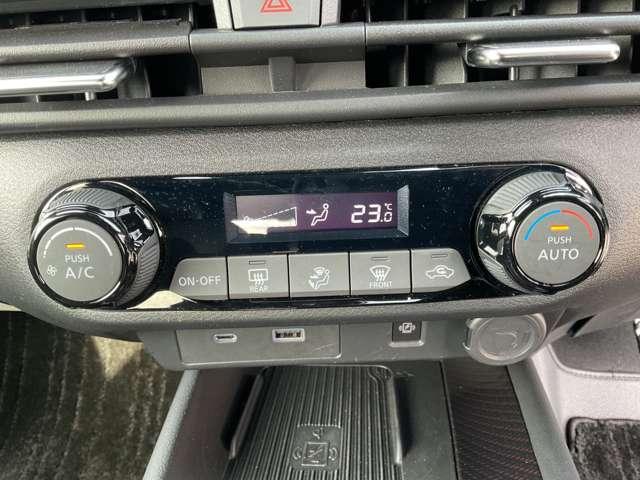 23.0 °C
PUSH
A/C
ON·OFF
REAR
FRONT
PUSH
AUTO